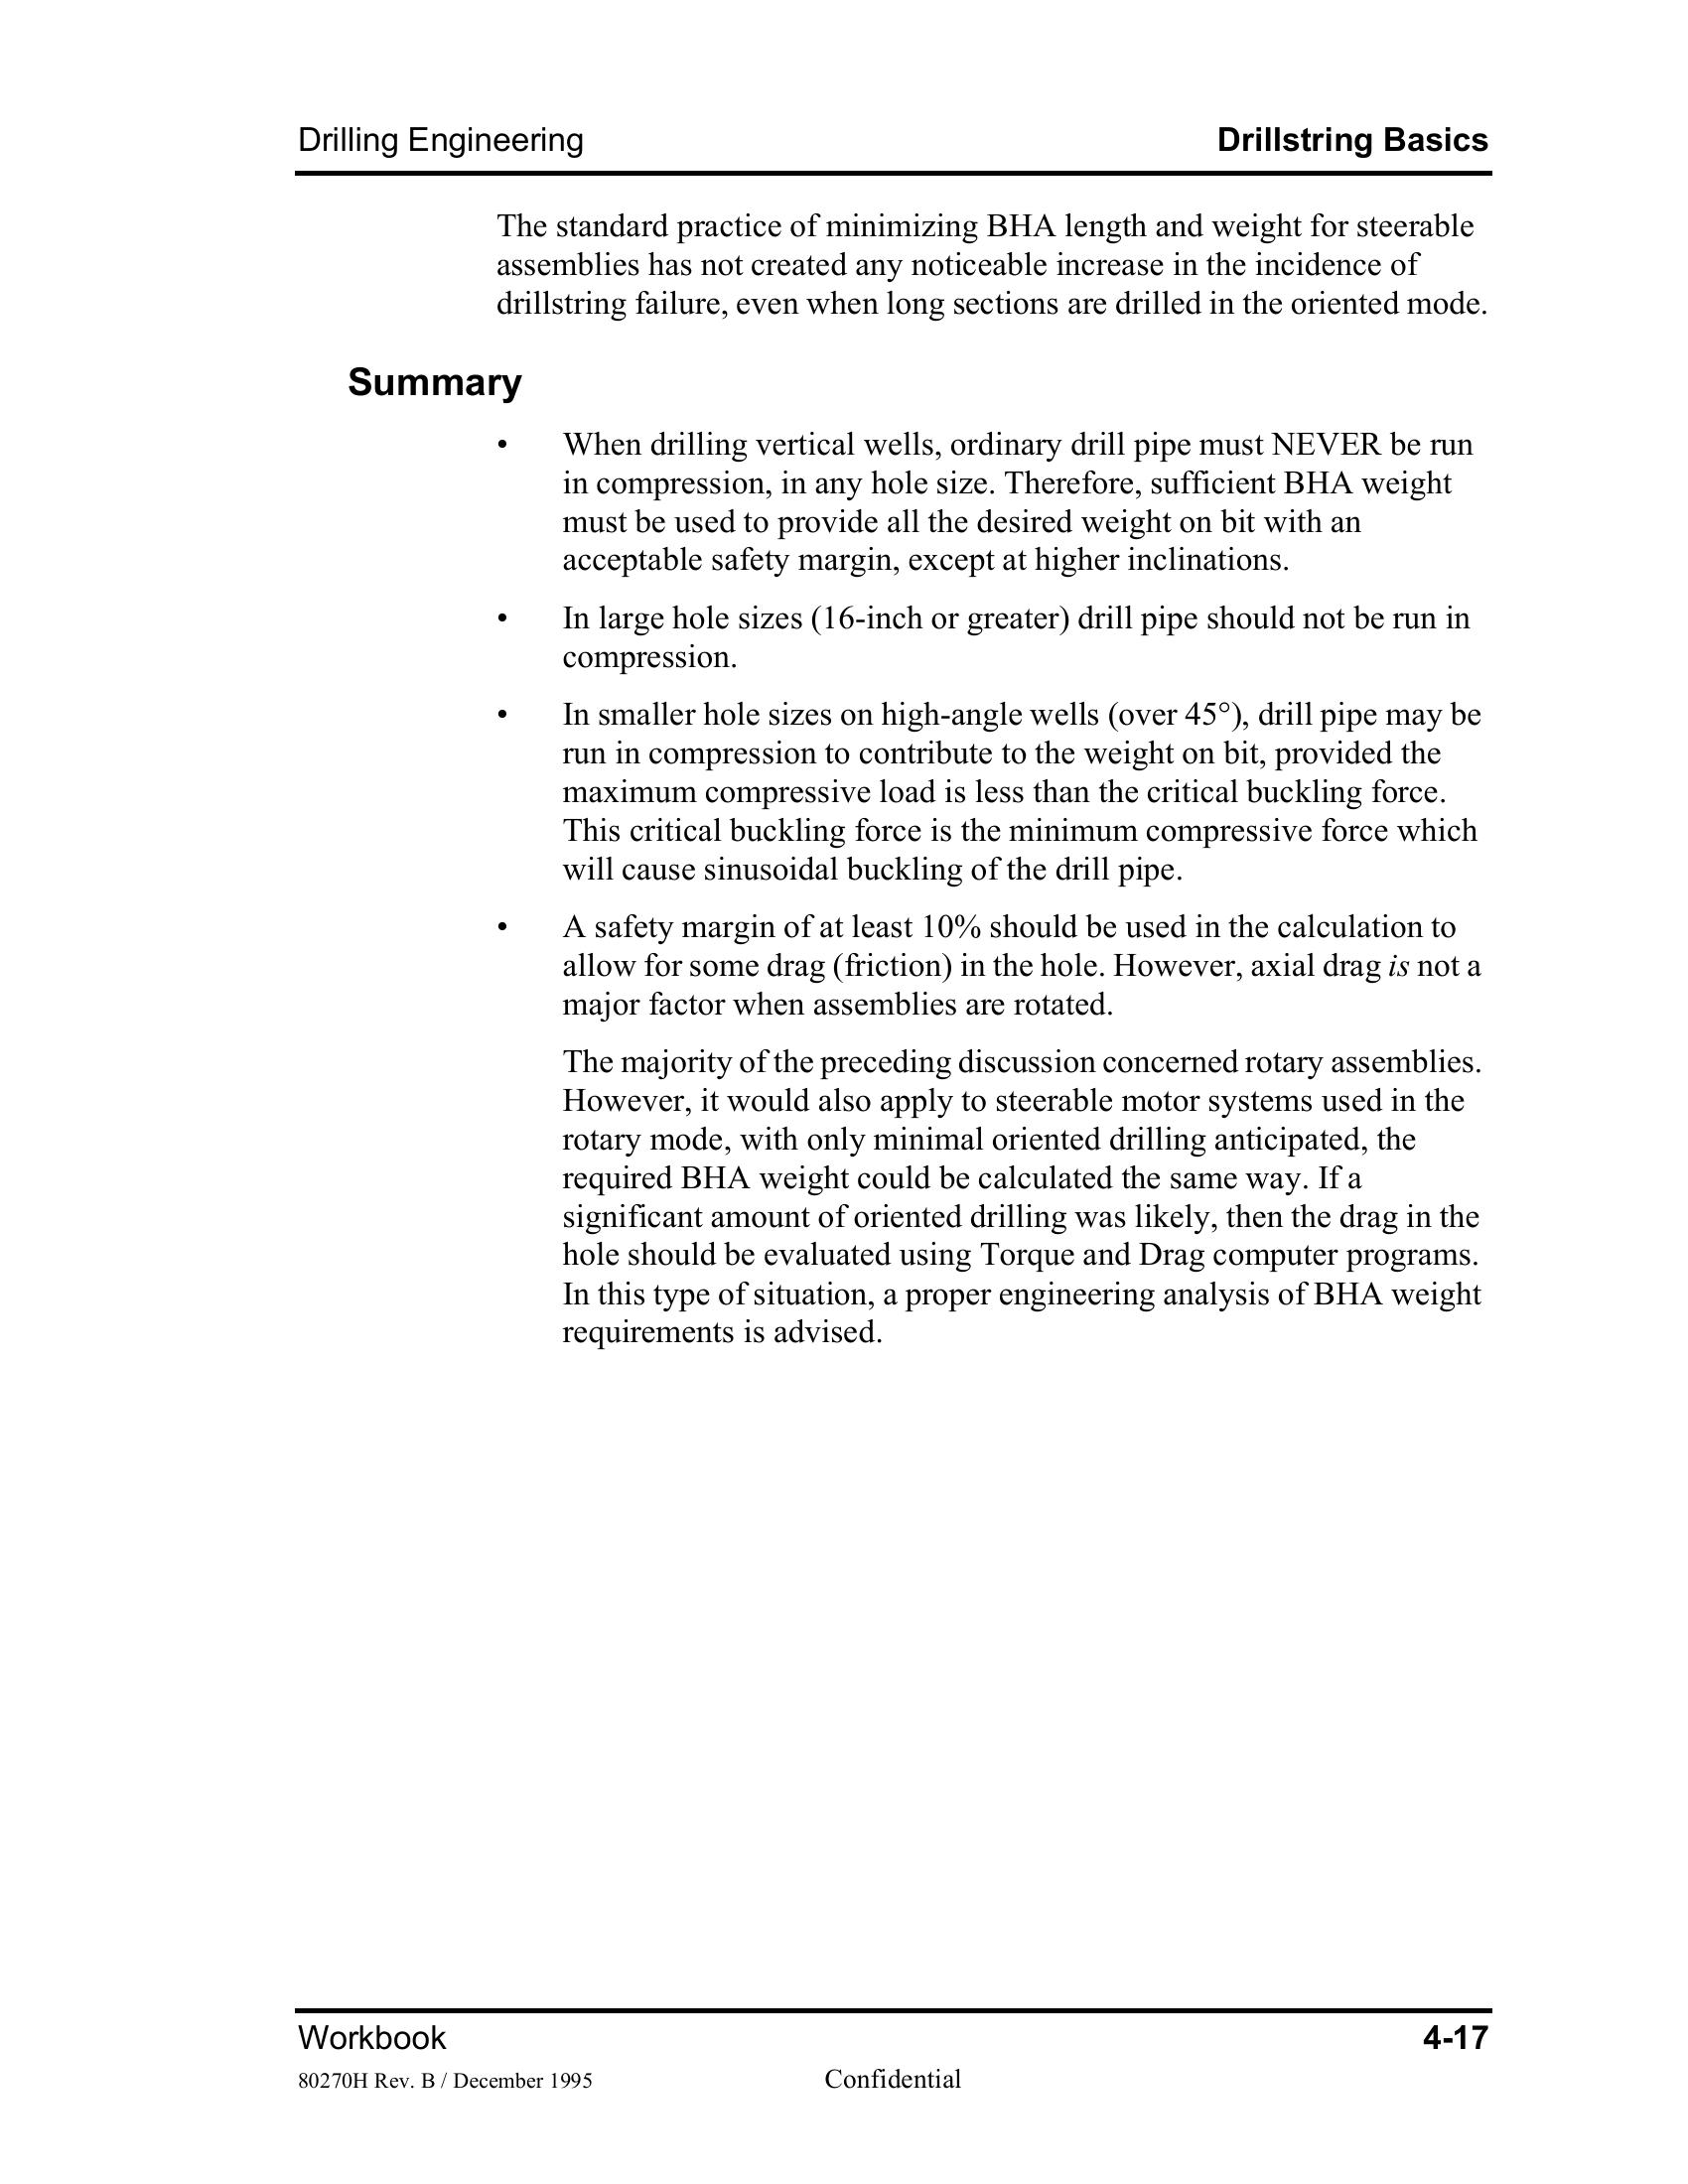 Drilling Engineering Drillstring Basics
The standard practice of minimizing BHA length and weight for steerable
assemblies has not created any noticeable increase in the incidence of
drillstring failure, even when long sections are drilled in the oriented mode.
Summary
• When drilling vertical wells, ordinary drill pipe must NEVER be run
in compression, in any hole size. Therefore, sufficient BHA weight
must be used to provide all the desired weight on bit with an
acceptable safety margin, except at higher inclinations.
• In large hole sizes (16-inch or greater) drill pipe should not be run in
compression.
• In smaller hole sizes on high-angle wells (over 45°), drill pipe may be
run in compression to contribute to the weight on bit, provided the
maximum compressive load is less than the critical buckling force.
This critical buckling force is the minimum compressive force which
will cause sinusoidal buckling of the drill pipe.
• A safety margin of at least 10% should be used in the calculation to
allow for some drag (friction) in the hole. However, axial drag is not a
major factor when assemblies are rotated.
The majority of the preceding discussion concerned rotary assemblies.
However, it would also apply to steerable motor systems used in the
rotary mode, with only minimal oriented drilling anticipated, the
required BHA weight could be calculated the same way. If a
significant amount of oriented drilling was likely, then the drag in the
hole should be evaluated using Torque and Drag computer programs.
In this type of situation, a proper engineering analysis of BHA weight
requirements is advised.
Workbook 4-17
80270H Rev. B / December 1995 Confidential